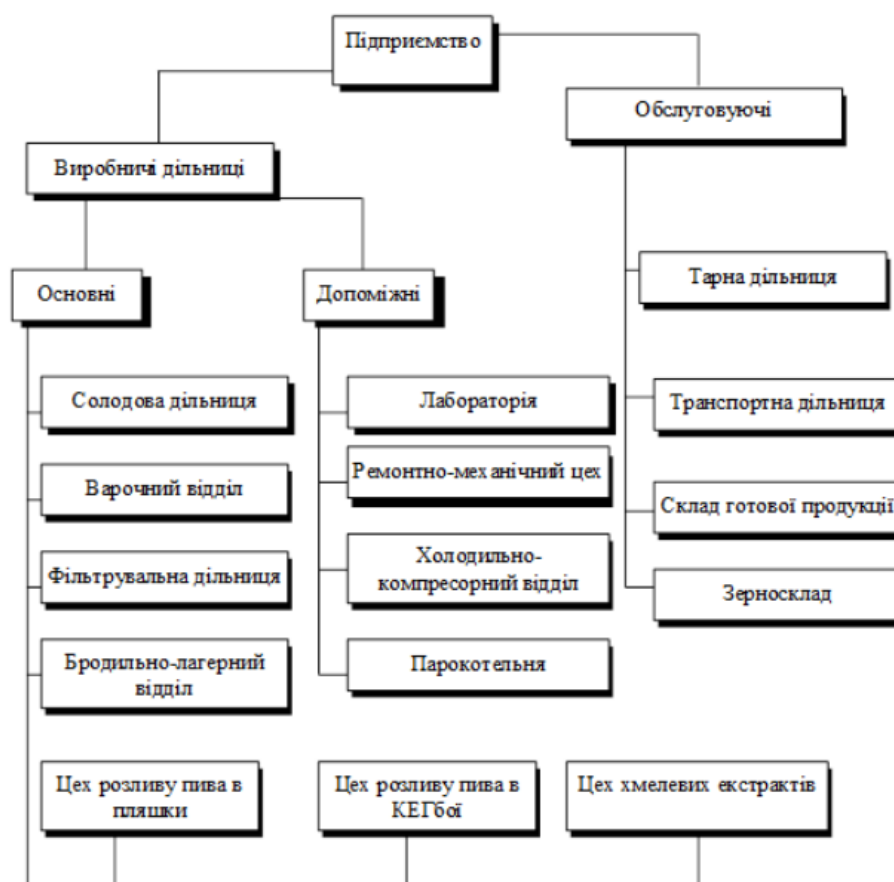 Підприємство
Обслуговуючі
Виробничі дільниці
Тарна дільниця
Основні
Допоміжні
Солодова дільниця
Лабораторія
Транспортна дільниця
Ремонтно-механічний цех
Варочний відділ
Склад готової продукції
Холодильно-
компресорний відділ
Фільтрувальна дільниця
Зерносклад
Бродильно-лагерний
відділ
Парокотельня
Цех розливу пива в
пляшки
Цех розливу пива в
КЕГбої
Цех хмелевих екстрактів